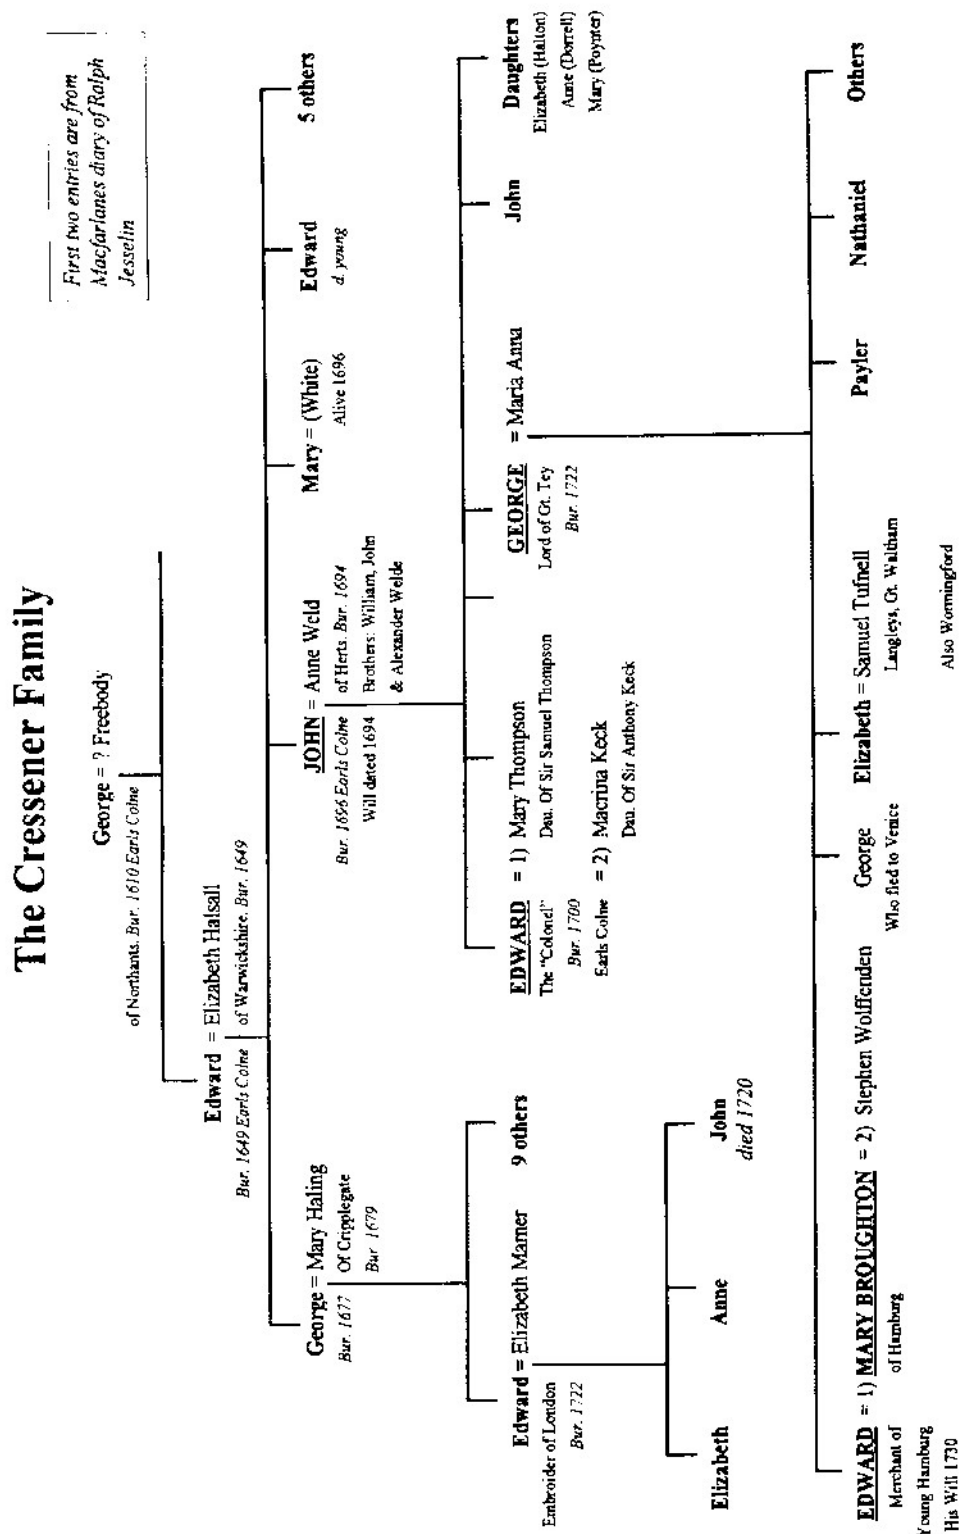 The Cressener Family
First two entries are from
Macfarlanes diary of Ralph
Jesselin
George = ? Freebody
of Northants. Bur. 1610 Earls Colne
Edward = Elizabeth Halsall
Bur. 1649 Earls Colne of Warwickshire. Bur. 1649
George = Mary Haling
Bur. 1677 Of Cripplegate
Bur 1679
JOHN = Anne Weld
Bur. 1696 Earls Colne of Herts. Bur. 1694
Will dated 1694 Brothers: William, John
& Alexander Welde
Mary = (White)
Alive 1696
Edward
d. young
5 others
Edward = Elizabeth Marner
Embroider of London
Bur. 1722
9 others
EDWARD = 1) Mary Thompson
The "Colonel" Dau. Of Sir Samuel Thompson
Bur. 1700
Earls Colne = 2) Macrina Keck
Dau. Of Sir Anthony Keck
GEORGE = Maria Anna
Lord of Gt. Tey
Bur. 1722
John
Daughters
Elizabeth (Halton)
Anne (Dorrell)
Mary (Poynter)
Elizabeth
Anne
John
died 1720
EDWARD = 1) MARY BROUGHTON = 2) Stephen Wolffenden
Merchant of of Hamburg
Young Hamburg
His Will 1730
George
Who fled to Venice
Elizabeth = Samuel Tufnell
Langleys, Gt. Waltham
Also Wormingford
Payler
Nathaniel
Others